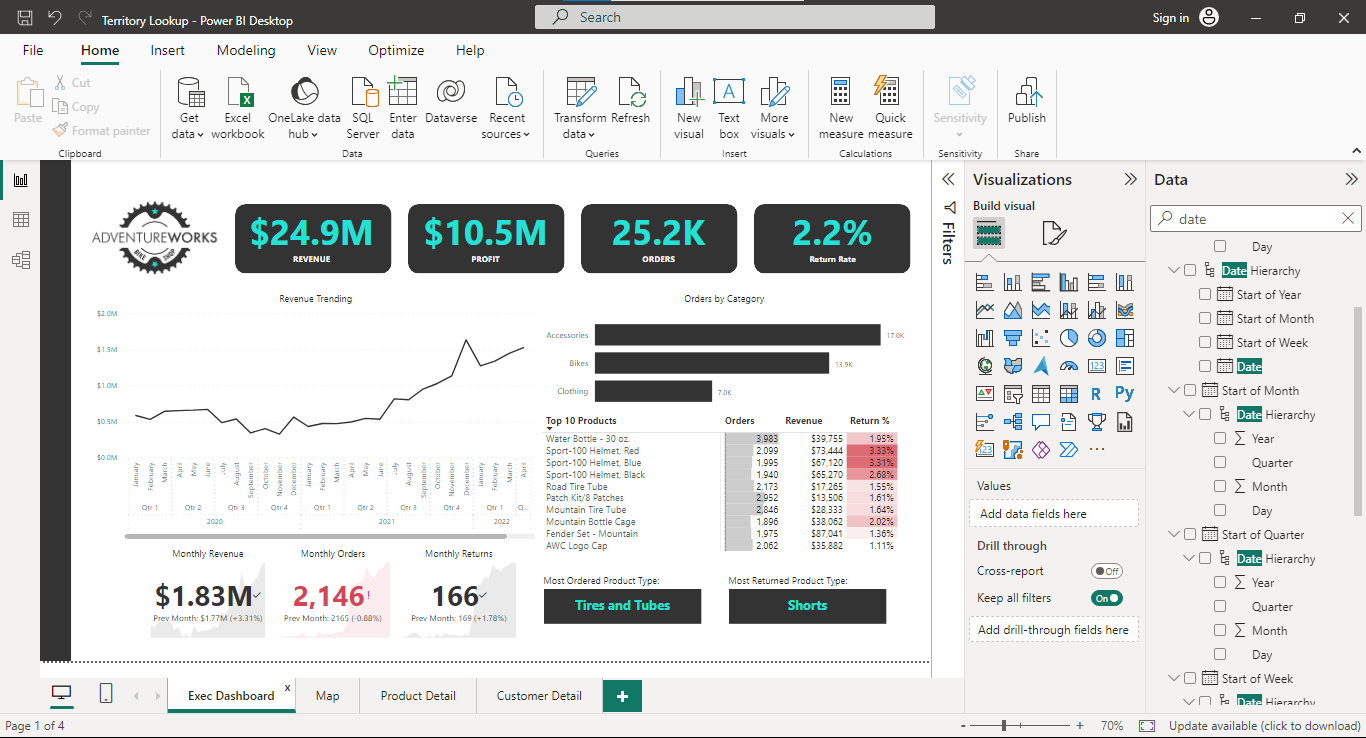 Territory Lookup - Power BI Desktop
Search
Sign in
File Home Insert Modeling View Optimize Help
Paste
Cut
Copy
Format painter
Clipboard
Get data
Excel workbook
OneLake data hub
SQL Server
Enter data
Dataverse
Recent sources
Data
Transform data
Refresh
Queries
New visual
Text box
More visuals
Insert
New measure
Quick measure
Calculations
Sensitivity
Sensitivity
Publish
Share
ADVENTUREWORKS
BIKE SHOP
$24.9M
REVENUE
$10.5M
PROFIT
25.2K
ORDERS
2.2%
Return Rate
Revenue Trending
$2.0M
$1.5M
$1.0M
$0.5M
$0.0M
January February March April May June July August September October November December January February March April May June July August September October November December January February March April
Qtr 1 Qtr 2 Qtr 3 Qtr 4 Qtr 1 Qtr 2 Qtr 3 Qtr 4 Qtr 1 Q...
2020 2021 2022
Orders by Category
Accessories 17.0K
Bikes 13.9K
Clothing 7.0K
Top 10 Products Orders Revenue Return %
Water Bottle - 30 oz. 3,983 $39,755 1.95%
Sport-100 Helmet, Red 2,099 $73,444 3.33%
Sport-100 Helmet, Blue 1,995 $67,120 3.31%
Sport-100 Helmet, Black 1,940 $65,270 2.68%
Road Tire Tube 2,173 $17,265 1.55%
Patch Kit/8 Patches 2,952 $13,506 1.61%
Mountain Tire Tube 2,846 $28,333 1.64%
Mountain Bottle Cage 1,896 $38,062 2.02%
Fender Set - Mountain 1,975 $87,041 1.36%
AWC Logo Cap 2,062 $35,882 1.11%
Monthly Revenue
$1.83M
Prev Month: $1.77M (+3.31%)
Monthly Orders
2,146!
Prev Month: 2165 (-0.88%)
Monthly Returns
166
Prev Month: 169 (+1.78%)
Most Ordered Product Type:
Tires and Tubes
Most Returned Product Type:
Shorts
Filters
Visualizations
Build visual
123
R
Py
123
Values
Add data fields here
Drill through
Cross-report Off
Keep all filters On
Add drill-through fields here
Data
date
Day
Date Hierarchy
Start of Year
Start of Month
Start of Week
Date
Start of Month
Date Hierarchy
Year
Quarter
Month
Day
Start of Quarter
Date Hierarchy
Year
Quarter
Month
Day
Start of Week
Date Hierarchy
Exec Dashboard x
Map
Product Detail
Customer Detail
+
Page 1 of 4
- + 70%
Update available (click to download)